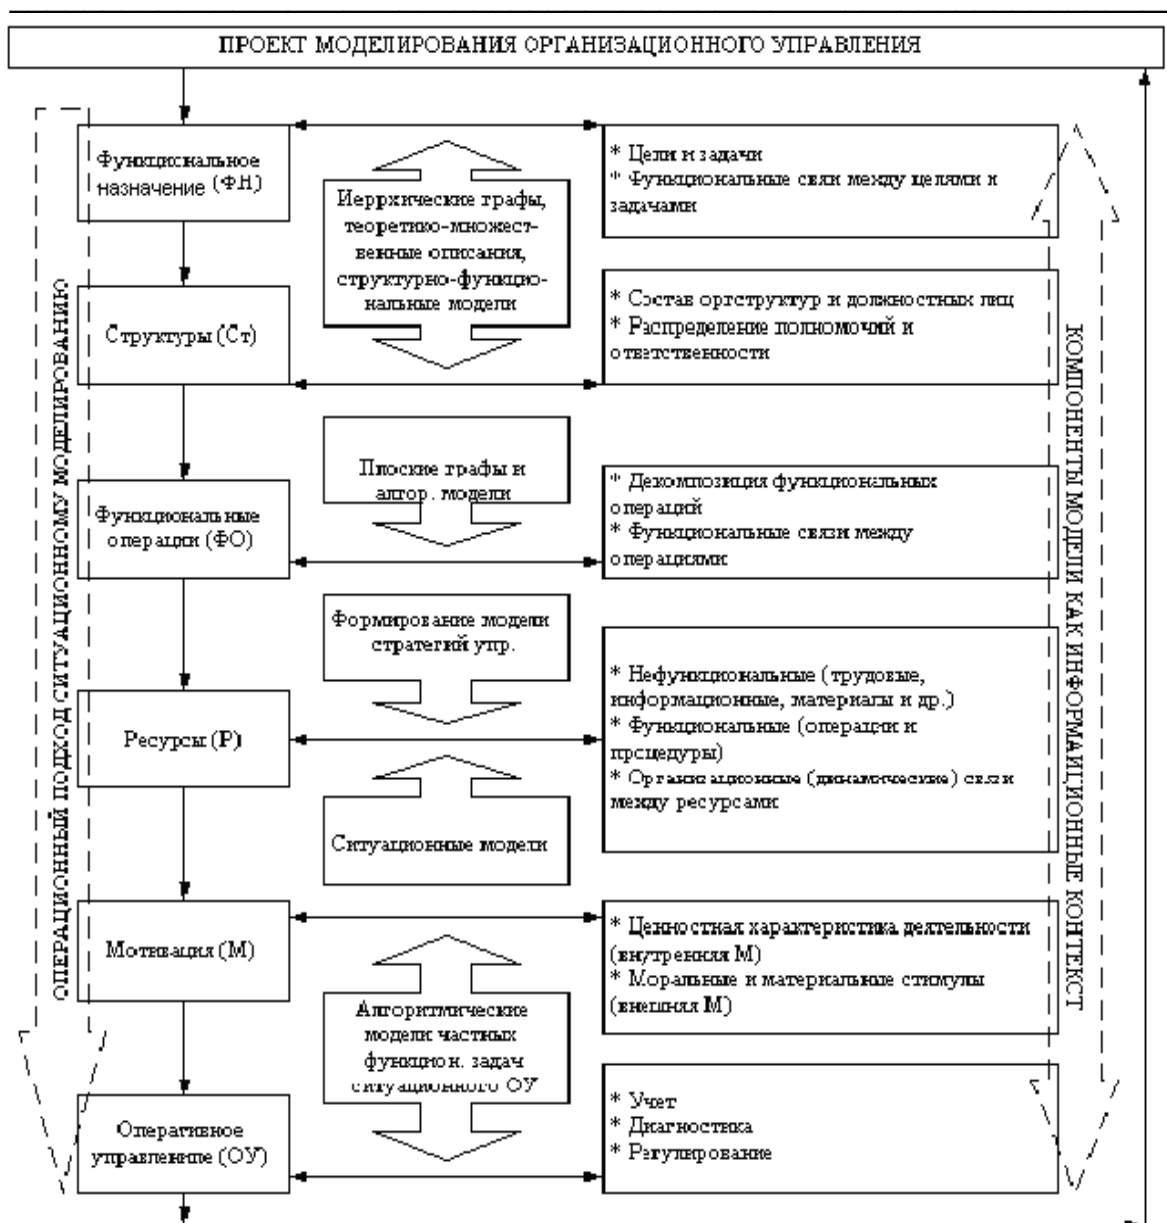 ПРОЕКТ МОДЕЛИРОВАНИЯ ОРГАНИЗАЦИОННОГО УПРАВЛЕНИЯ
ОПЕРАЦИОННЫЙ ПОДХОД СИТУАЦИОННОМУ МОДЕЛИРОВАНИЮ
Функциональное
назначение (ФН)
Иеррхические графы,
теоретико-множест-
венные описания,
структурно-функцио-
нальные модели
* Цели и задачи
* Функциональные связи между целями и
задачами
Структуры (Ст)
* Состав оргструктур и должностных лиц
* Распределение полномочий и
ответственности
Функциональные
операции (ФО)
Плоские графы и
алгор. модели
* Декомпозиция функциональных
операций
* Функциональные связи между
операциями
Формирование модели
стратегий упр.
Ресурсы (Р)
* Нефункциональные (трудовые,
информационные, материалы и др.)
* Функциональные (операции и
процедуры)
* Организационные (динамические) связи
между ресурсами
Ситуационные модели
Мотивация (М)
* Ценностная характеристика деятельности
(внутренняя М)
* Моральные и материальные стимулы
(внешняя М)
Алгоритмические
модели частных
функцион. задач
ситуационного ОУ
Оперативное
управлениие (ОУ)
* Учет
* Диагностика
* Регулирование
КОМПОНЕНТЫ МОДЕЛИ КАК ИНФОРМАИГИОННЫЕ КОНТЕКСТ